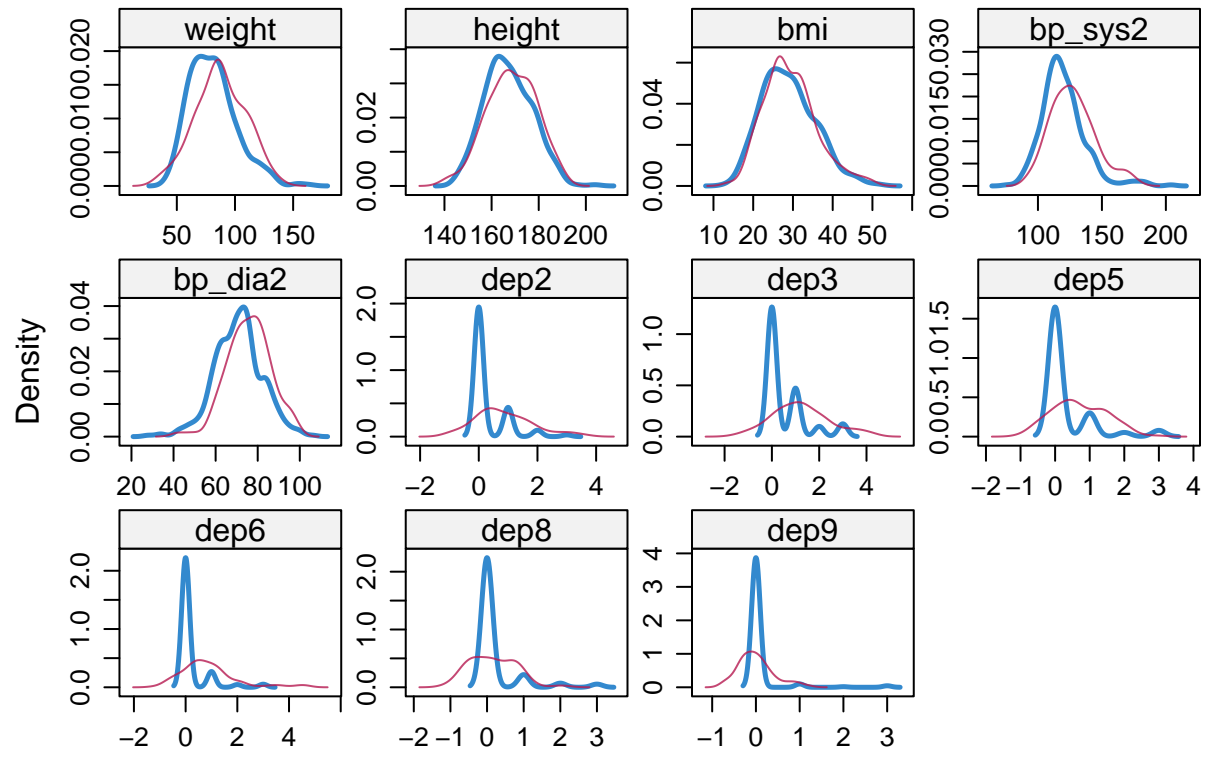 weight height bmi bp_sys2
0.000 0.010 0.020 0.00 0.02 0.00 0.04 0.000 0.015 0.030
50 100 150 140 160 180 200 10 20 30 40 50 100 150 200
Density
bp_dia2 dep2 dep3 dep5
0.00 0.02 0.04 0.0 1.0 2.0 0.0 0.5 1.0 0.0 0.5 1.0 1.5
20 40 60 80 100 −2 0 2 4 −2 0 2 4 −2 −1 0 1 2 3 4
dep6 dep8 dep9
0.0 1.0 2.0 0.0 1.0 2.0 0 1 2 3 4
−2 0 2 4 −2 −1 0 1 2 3 −1 0 1 2 3